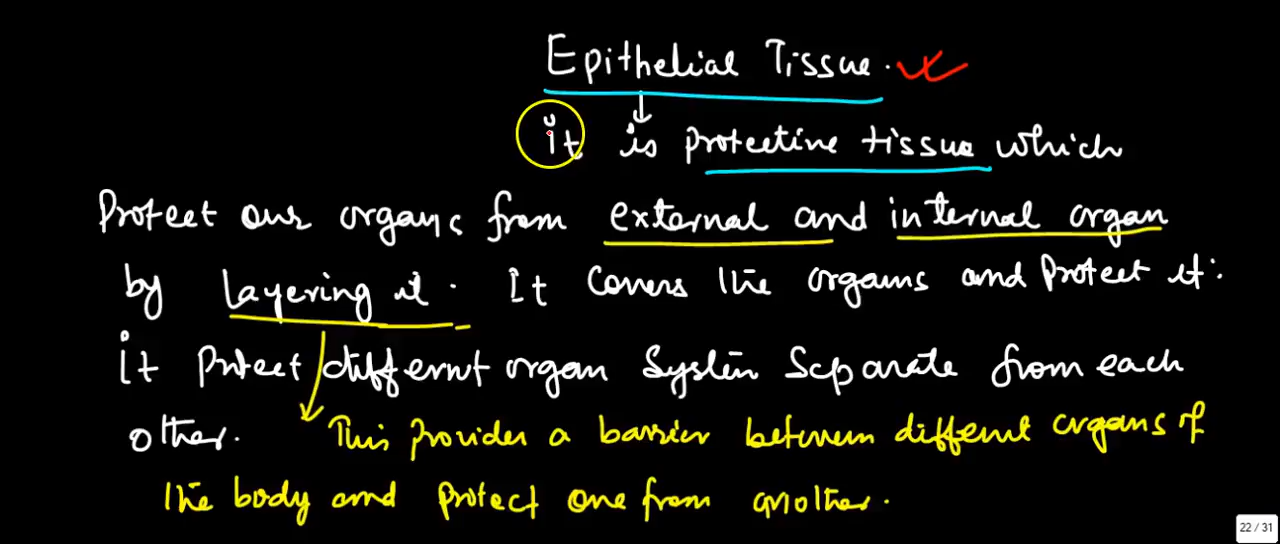 Epithelial Tissue.
it is protective tissue which
Protect our organs from external and internal organ
by layering it. It covers the organs and Protect it.
it Protect different organ System Separate from each
other. This provides a barrier between different organs of
the body and protect one from another.
22 / 31